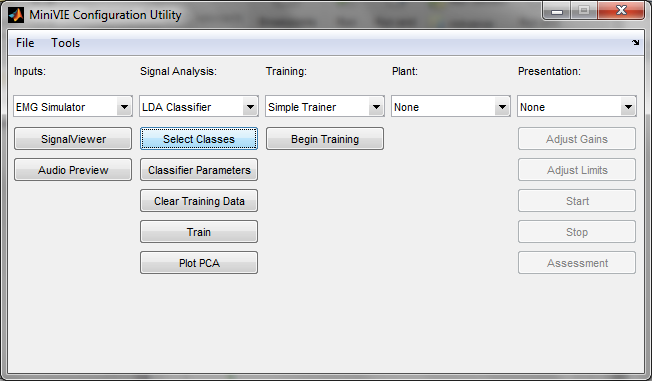 MiniVIE Configuration Utility
File Tools
Inputs: Signal Analysis: Training: Plant: Presentation:
EMG Simulator LDA Classifier Simple Trainer None None
SignalViewer Select Classes Begin Training Adjust Gains
Audio Preview Classifier Parameters Adjust Limits
Clear Training Data Start
Train Stop
Plot PCA Assessment